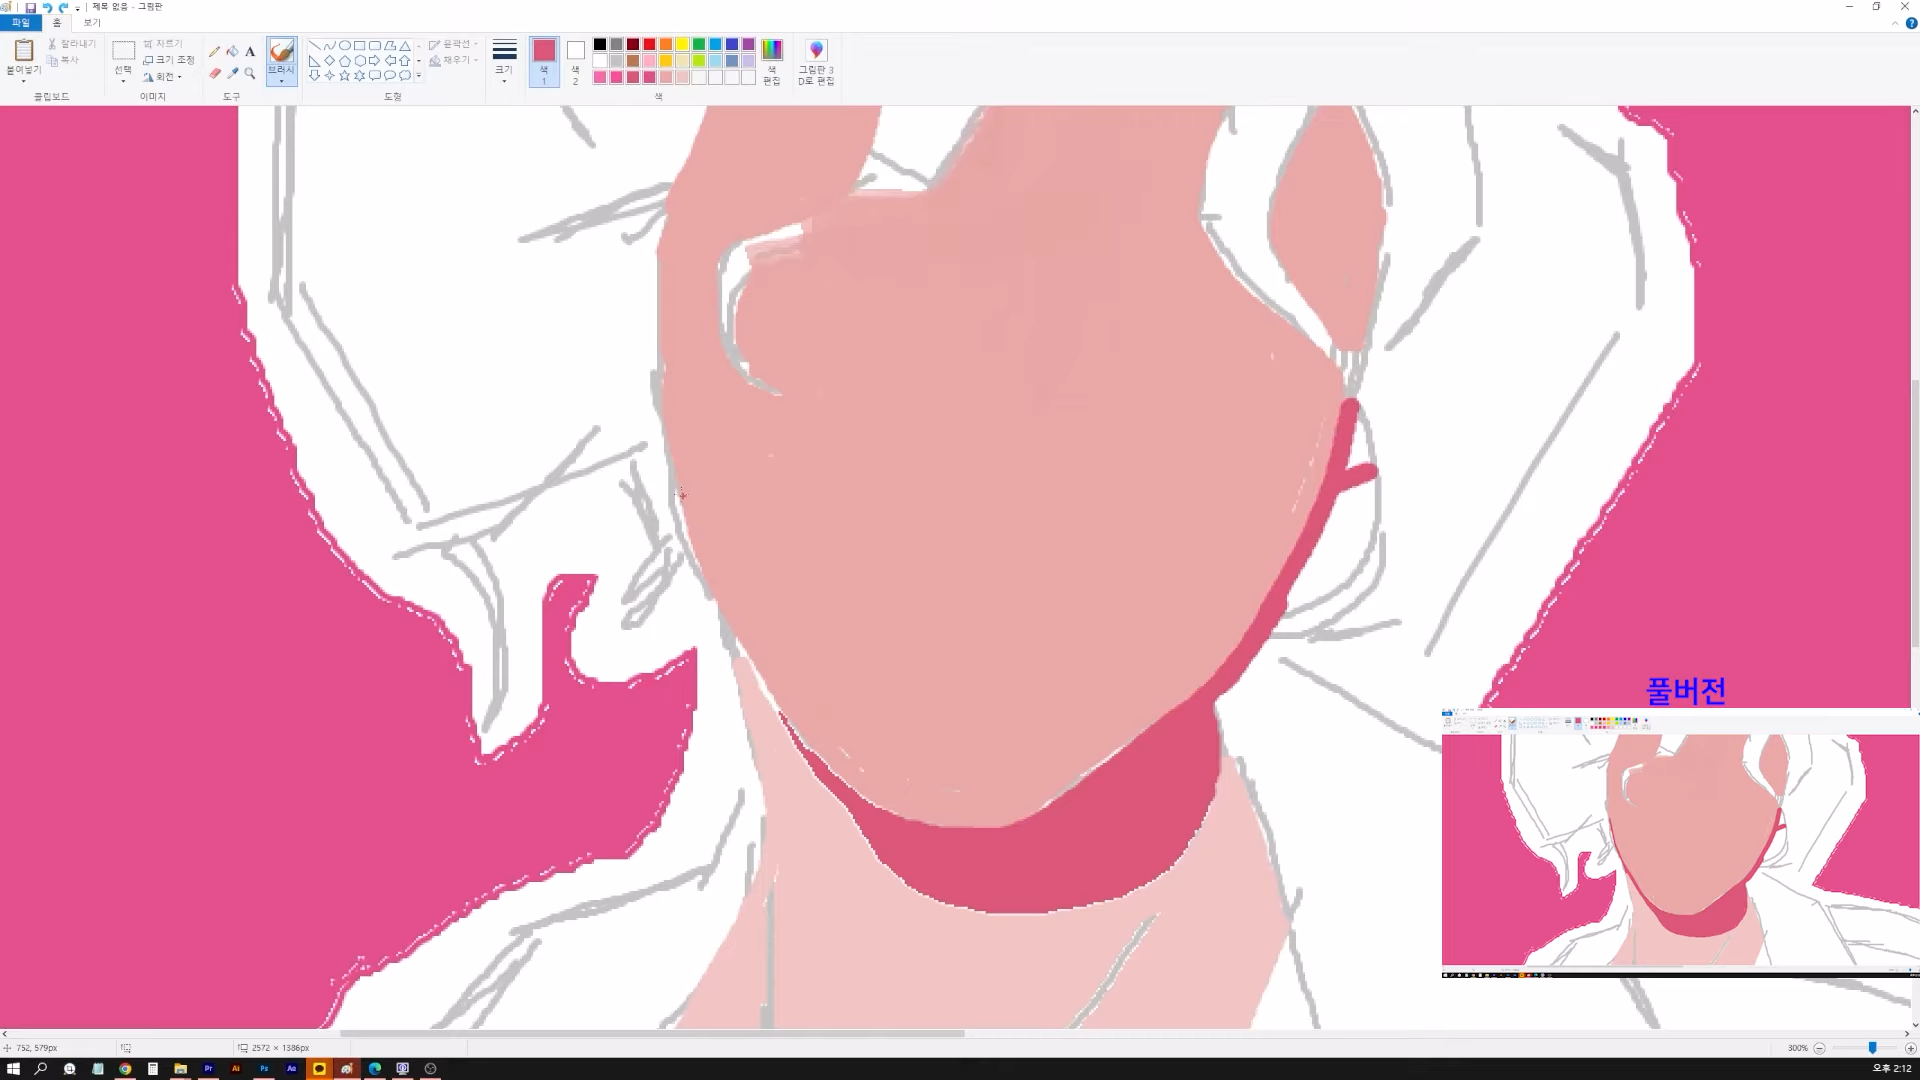 제목 없음 - 그림판
파일 홈 보기
붙여넣기
잘라내기
복사
클립보드
선택
자르기
크기 조정
회전
이미지
A
도구
브러시
윤곽선
채우기
도형
크기
색
1
색
2
색
편집
색
그림판 3
D로 편집
풀버전
752, 579px
2572 × 1386px
300%
Pr Ai Ps Ae
오후 2:12